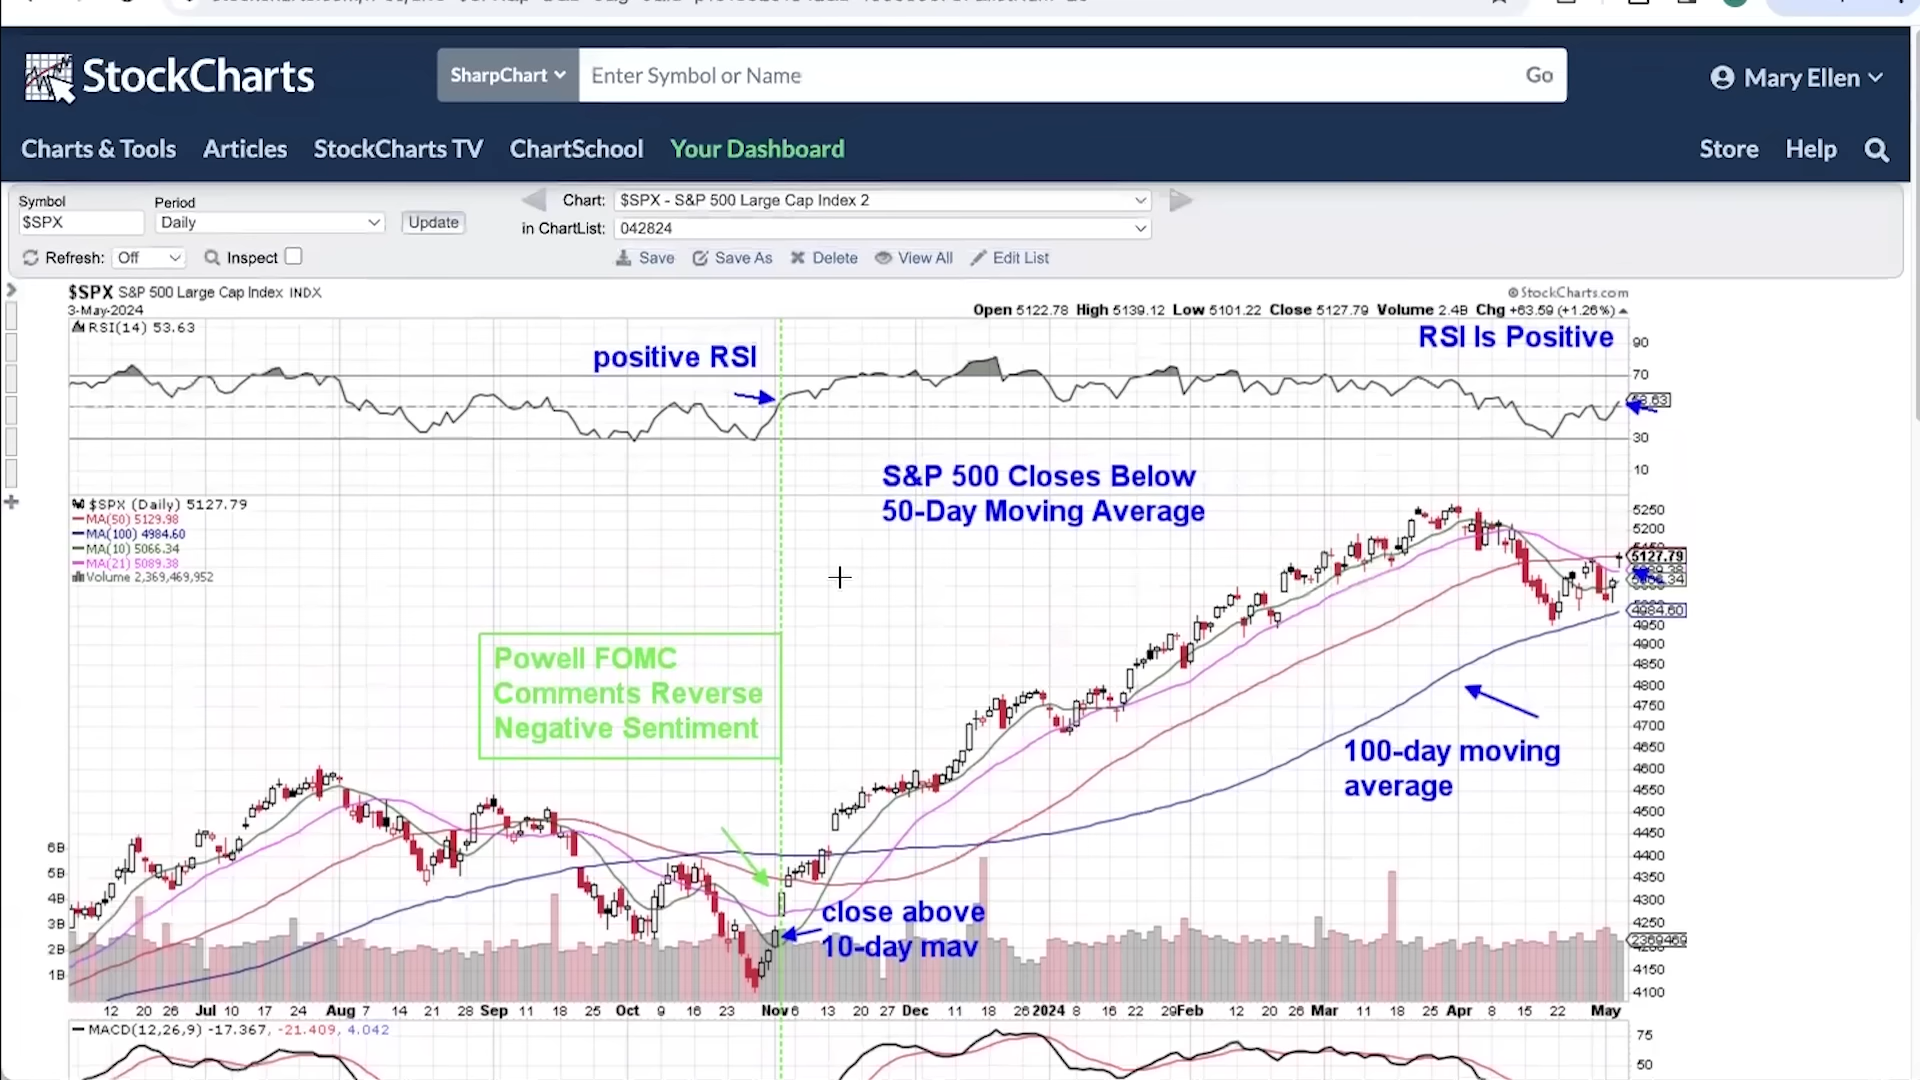 StockCharts
SharpChart
Enter Symbol or Name
Go
Mary Ellen
Charts & Tools
Articles
StockCharts TV
ChartSchool
Your Dashboard
Store
Help
Symbol
Period
$SPX
Daily
Update
Chart:
$SPX - S&P 500 Large Cap Index 2
in ChartList:
042824
Refresh:
Off
Inspect
Save
Save As
Delete
View All
Edit List
$SPX S&P 500 Large Cap Index INDX
© StockCharts.com
3-May-2024
Open 5122.78 High 5139.12 Low 5101.22 Close 5127.79 Volume 2.4B Chg +63.59 (+1.26%)
RSI(14) 53.63
RSI Is Positive
positive RSI
90
70
30
10
S&P 500 Closes Below
50-Day Moving Average
$SPX (Daily) 5127.79
MA(50) 5129.98
MA(100) 4984.60
MA(10) 5066.34
MA(21) 5089.38
Volume 2,369,469,952
5250
5200
5127.79
4984.60
4950
4900
4850
4800
4750
4700
4650
4600
4550
4500
4450
4400
4350
4300
4250
4150
4100
Powell FOMC
Comments Reverse
Negative Sentiment
100-day moving
average
close above
10-day mav
6B
5B
4B
3B
2B
1B
12 20 26 Jul 10 17 24 Aug 7 14 21 28 Sep 11 18 25 Oct 9 16 23 Nov 6 13 20 27 Dec 11 18 26 2024 8 16 22 29 Feb 12 20 26 Mar 11 18 25 Apr 8 15 22 May
MACD(12,26,9) -17.367, -21.409, 4.042
75
50